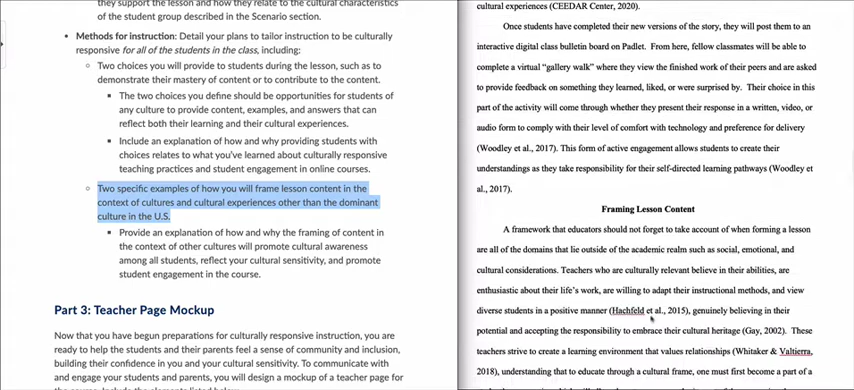 they support the lesson and how they relate to the cultural characteristics
of the student group described in the Scenario section.
• Methods for instruction: Detail your plans to tailor instruction to be culturally
responsive for all of the students in the class, including:
○ Two choices you will provide to students during the lesson, such as to
demonstrate their mastery of content or to contribute to the content.
▪ The two choices you define should be opportunities for students of
any culture to provide content, examples, and answers that can
reflect both their learning and their cultural experiences.
▪ Include an explanation of how and why providing students with
choices relates to what you've learned about culturally responsive
teaching practices and student engagement in online courses.
○ Two specific examples of how you will frame lesson content in the
context of cultures and cultural experiences other than the dominant
culture in the U.S.
▪ Provide an explanation of how and why the framing of content in
the context of other cultures will promote cultural awareness
among all students, reflect your cultural sensitivity, and promote
student engagement in the course.
Part 3: Teacher Page Mockup
Now that you have begun preparations for culturally responsive instruction, you are
ready to help the students and their parents feel a sense of community and inclusion,
building their confidence in you and your cultural sensitivity. To communicate with
and engage your students and parents, you will design a mockup of a teacher page for
cultural experiences (CEEDAR Center, 2020).
Once students have completed their new versions of the story, they will post them to an
interactive digital class bulletin board on Padlet. From here, fellow classmates will be able to
complete a virtual "gallery walk" where they view the finished work of their peers and are asked
to provide feedback on something they learned, liked, or were surprised by. Their choice in this
part of the activity will come through whether they present their response in a written, video, or
audio form to comply with their level of comfort with technology and preference for delivery
(Woodley et al., 2017). This form of active engagement allows students to create their
understandings as they take responsibility for their self-directed learning pathways (Woodley et
al., 2017).
Framing Lesson Content
A framework that educators should not forget to take account of when forming a lesson
are all of the domains that lie outside of the academic realm such as social, emotional, and
cultural considerations. Teachers who are culturally relevant believe in their abilities, are
enthusiastic about their life's work, are willing to adapt their instructional methods, and view
diverse students in a positive manner (Hachfeld et al., 2015), genuinely believing in their
potential and accepting the responsibility to embrace their cultural heritage (Gay, 2002). These
teachers strive to create a learning environment that values relationships (Whitaker & Valtierra,
2018), understanding that to educate through a cultural frame, one must first become a part of